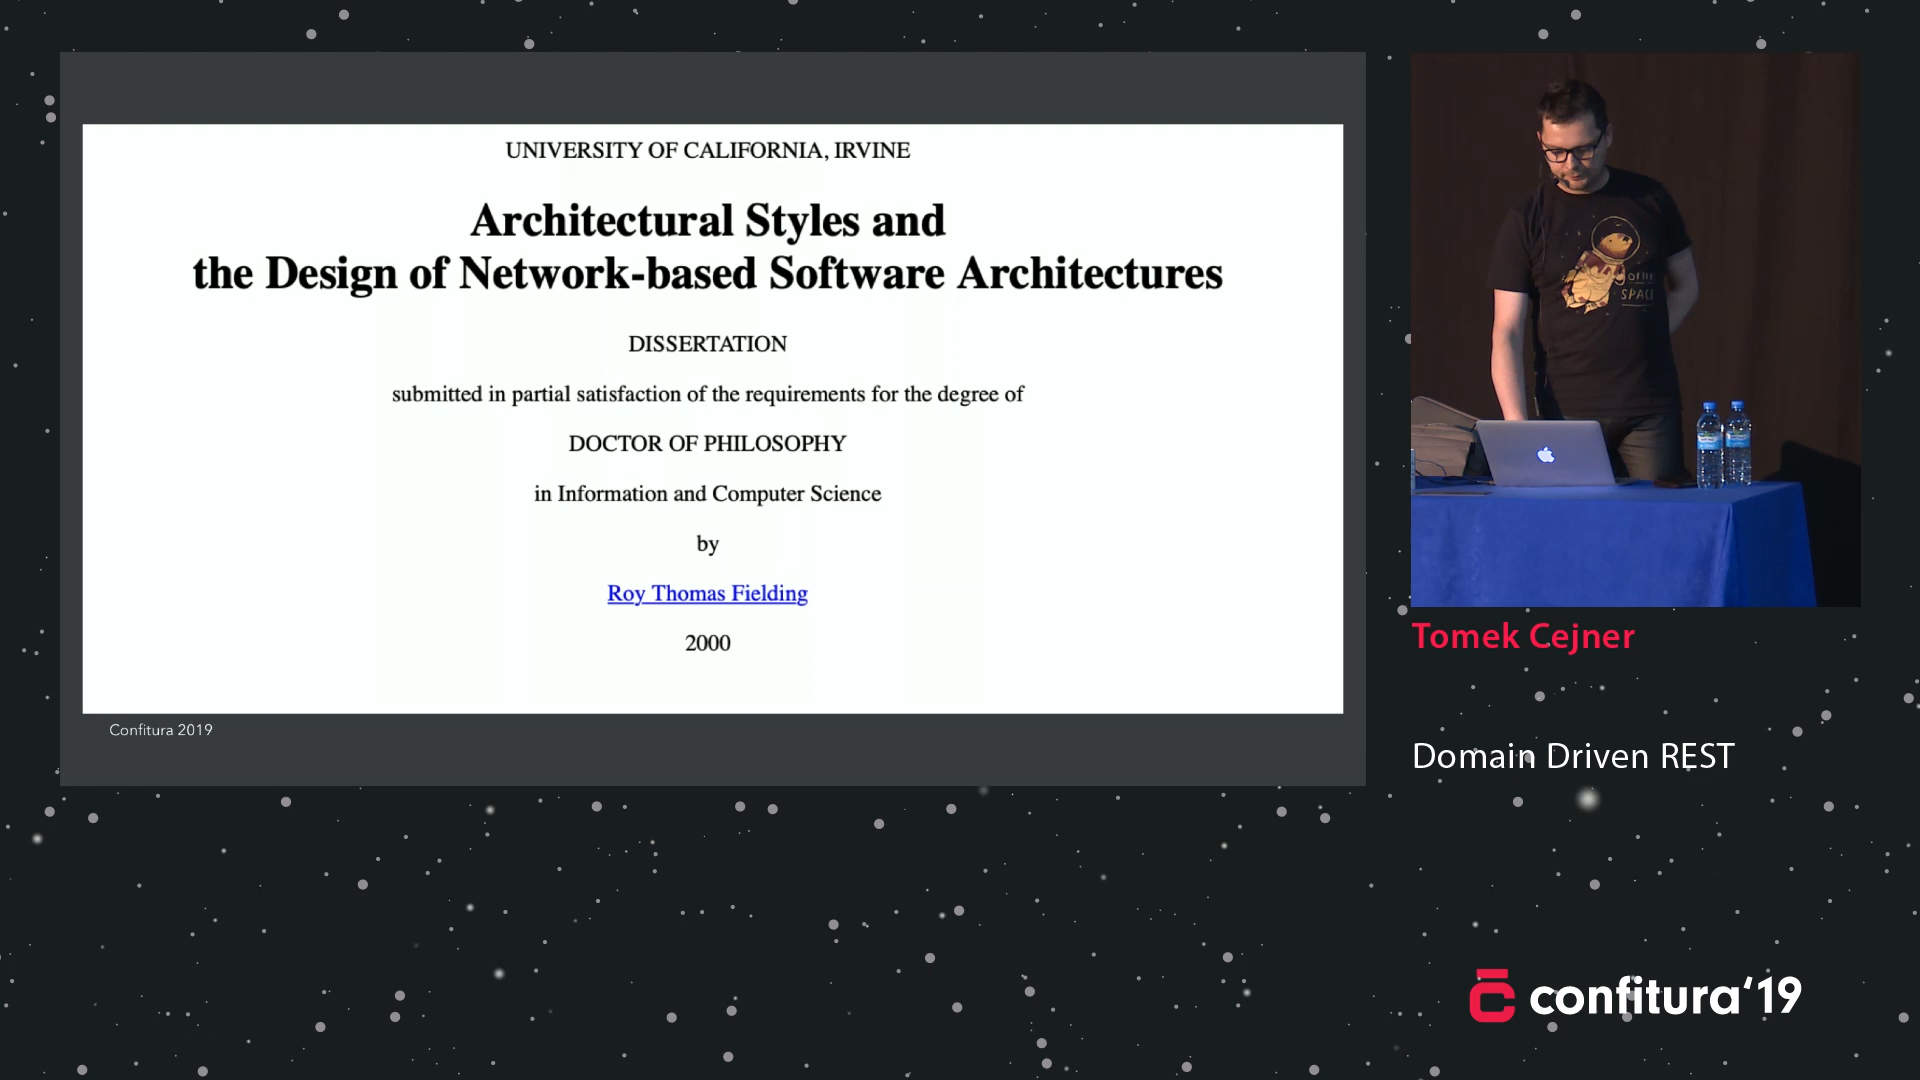 UNIVERSITY OF CALIFORNIA, IRVINE
Architectural Styles and
the Design of Network-based Software Architectures
DISSERTATION
submitted in partial satisfaction of the requirements for the degree of
DOCTOR OF PHILOSOPHY
in Information and Computer Science
by
Roy Thomas Fielding
2000
Confitura 2019
SPACE
Tomek Cejner
Domain Driven REST
confitura‘19